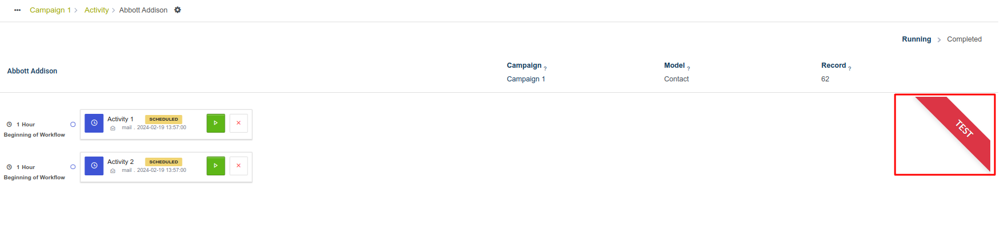 ... Campaign 1 > Activity > Abbott Addison
Running > Completed
Abbott Addison
Campaign ? Model ? Record ?
Campaign 1 Contact 62
TEST
Activity 1 SCHEDULED
1 Hour
mail . 2024-02-19 13:57:00
Beginning of Workflow
Activity 2 SCHEDULED
1 Hour
mail . 2024-02-19 13:57:00
Beginning of Workflow